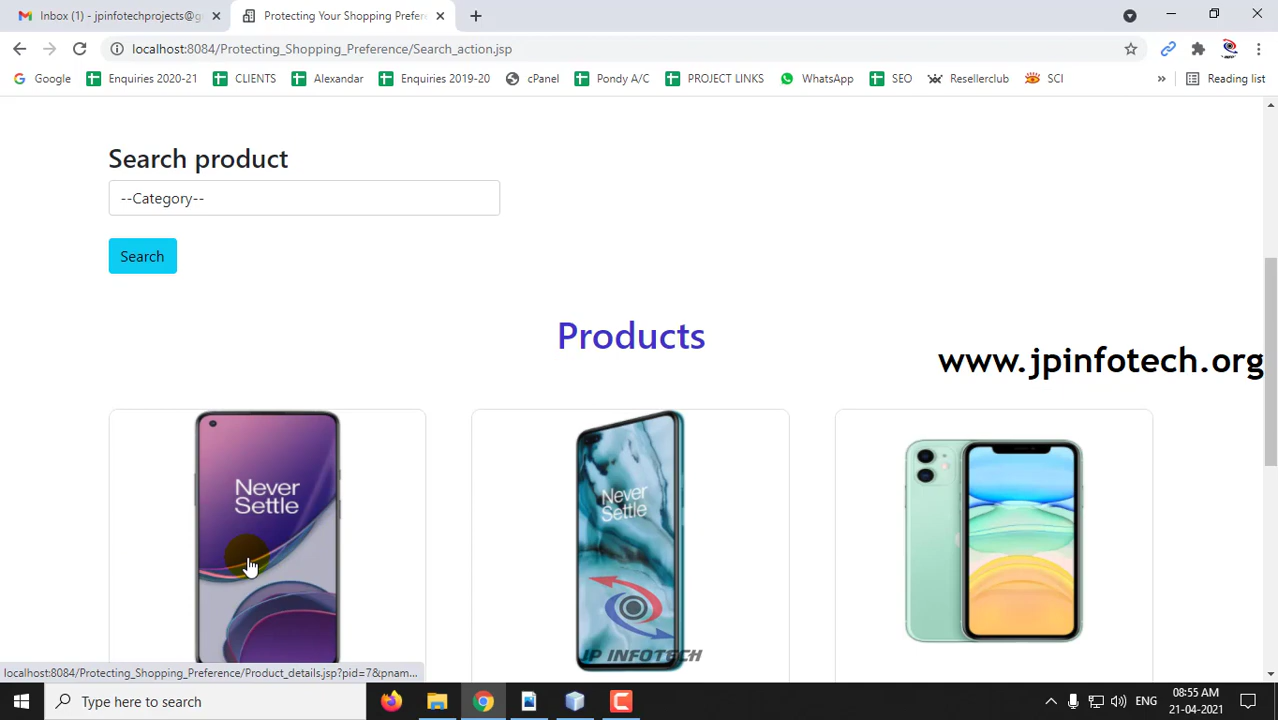 Inbox (1) - jpinfotechprojects@g
Protecting Your Shopping Prefer
localhost:8084/Protecting_Shopping_Preference/Search_action.jsp
Google
Enquiries 2020-21
CLIENTS
Alexandar
Enquiries 2019-20
cPanel
Pondy A/C
PROJECT LINKS
WhatsApp
SEO
Resellerclub
SCI
»
Reading list
Search product
--Category--
Search
Products
www.jpinfotech.org
Never
Settle
Never
Settle
JP INFOTECH
localhost:8084/Protecting_Shopping_Preference/Product_details.jsp?pid=7&pnam...
Type here to search
ENG
08:55 AM
21-04-2021